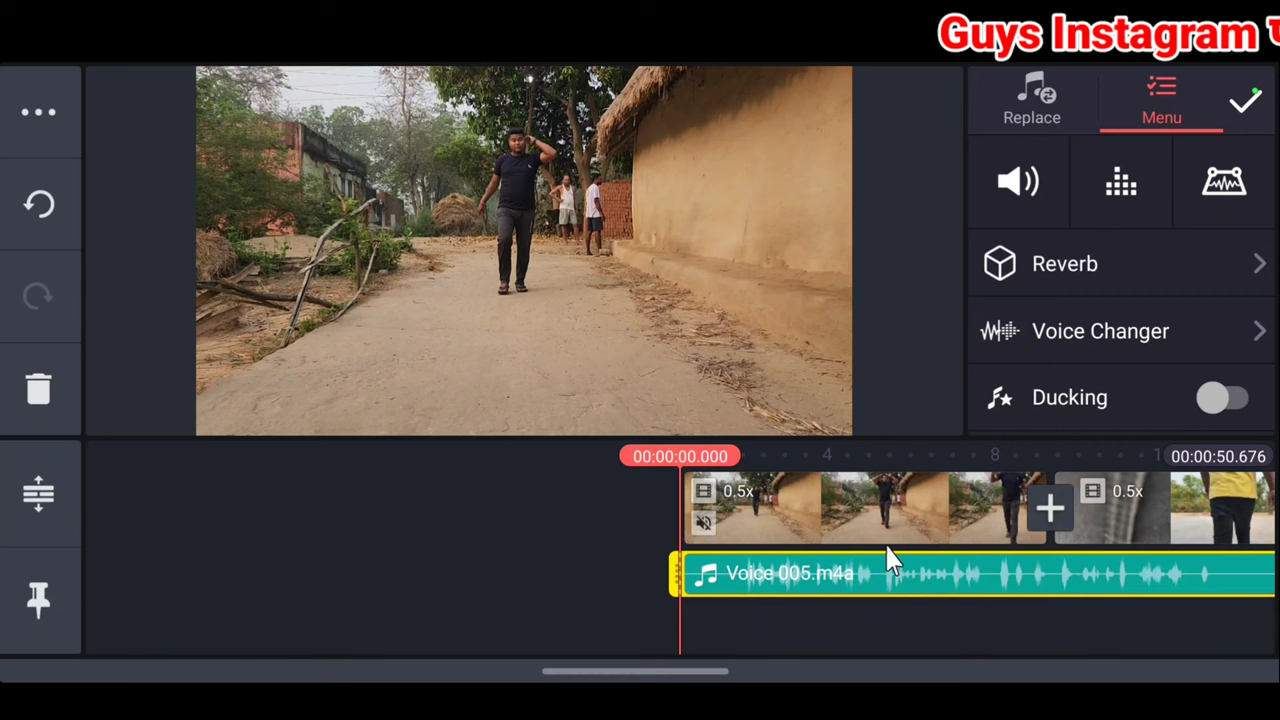 Guys Instagram
Replace
Menu
Reverb
Voice Changer
Ducking
00:00:00.000
4
8
1
00:00:50.676
0.5x
0.5x
Voice 005.m4a